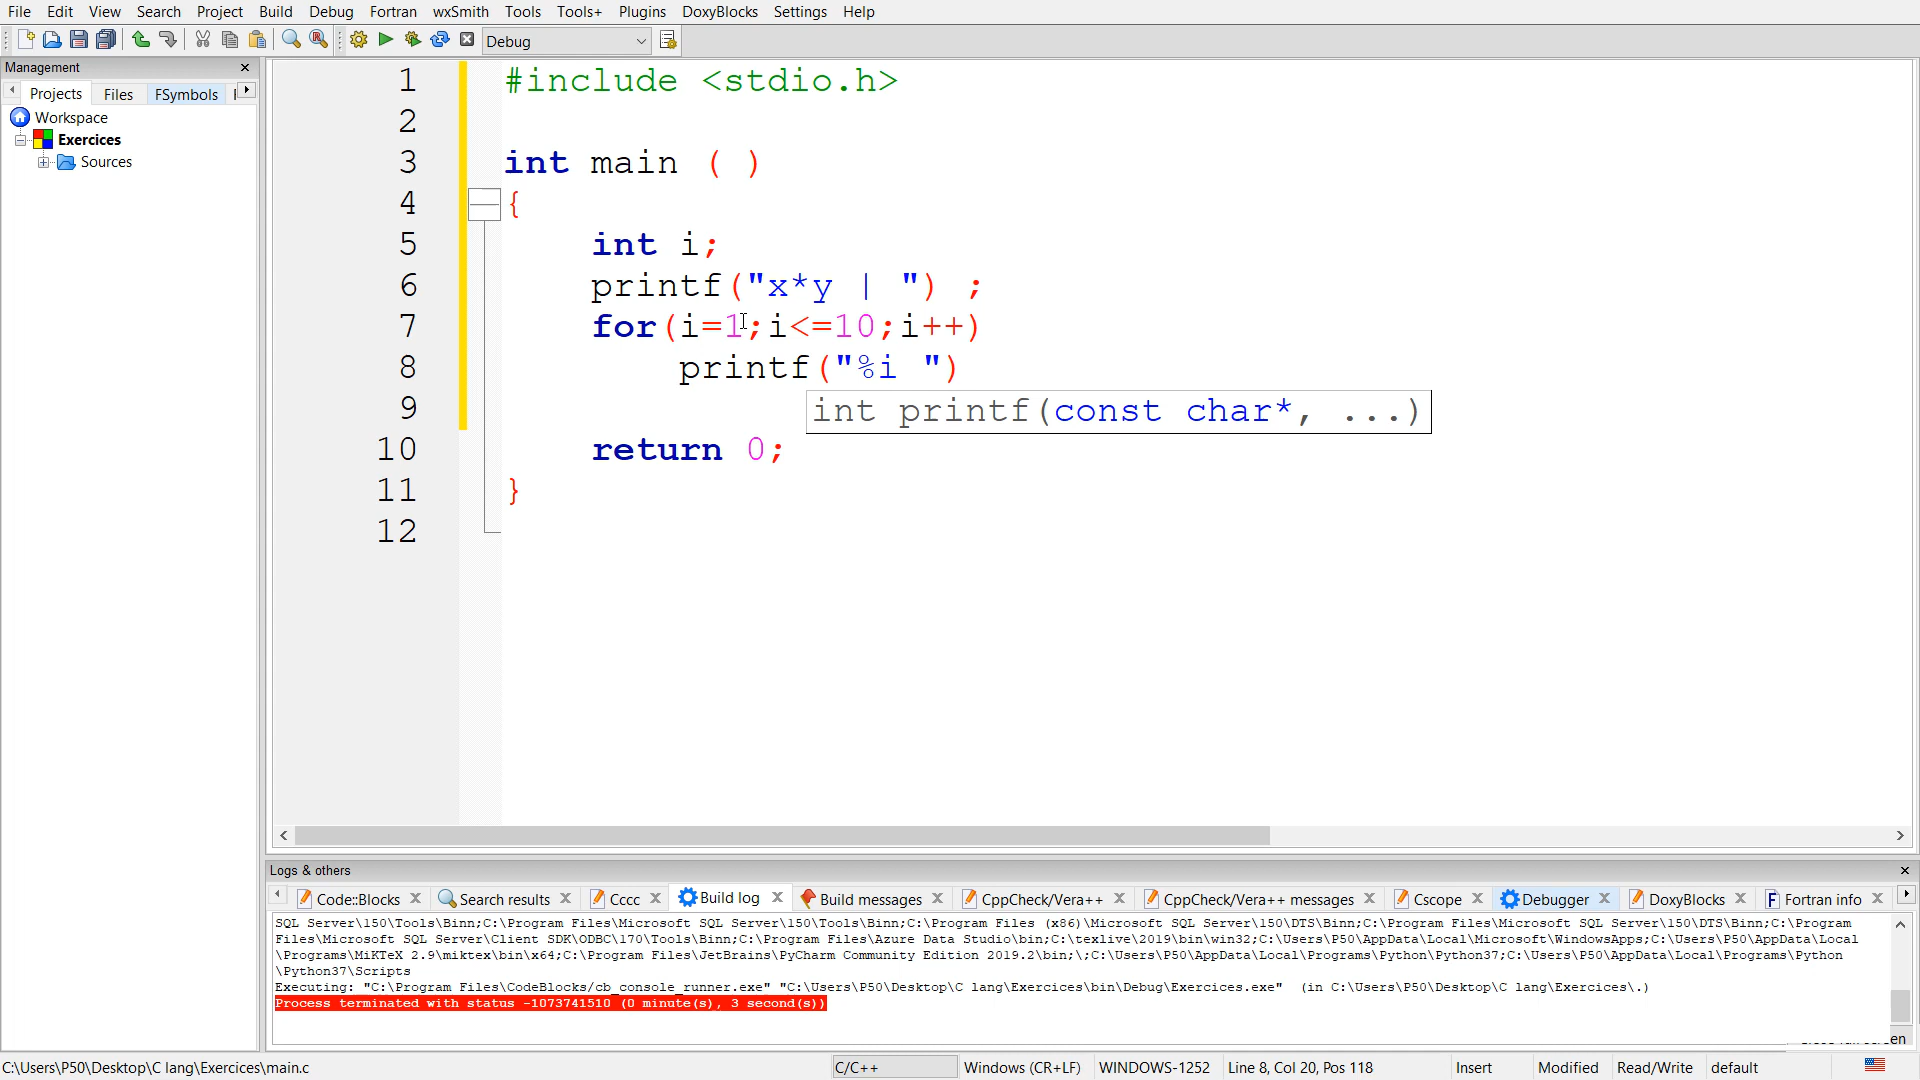 File Edit View Search Project Build Debug Fortran wxSmith Tools Tools+ Plugins DoxyBlocks Settings Help
Debug
Management
Projects Files FSymbols
Workspace
Exercices
Sources
1 #include <stdio.h>
2
3 int main ( )
4 {
5 int i;
6 printf("x*y | ") ;
7 for(i=1;i<=10;i++)
8 printf("%i ")
9 int printf(const char*, ...)
10 return 0;
11 }
12
Logs & others
Code::Blocks Search results Cccc Build log Build messages CppCheck/Vera++ CppCheck/Vera++ messages Cscope Debugger DoxyBlocks Fortran info
SQL Server\150\Tools\Binn;C:\Program Files\Microsoft SQL Server\150\Tools\Binn;C:\Program Files (x86)\Microsoft SQL Server\150\DTS\Binn;C:\Program Files\Microsoft SQL Server\150\DTS\Binn;C:\Program
Files\Microsoft SQL Server\Client SDK\ODBC\170\Tools\Binn;C:\Program Files\Azure Data Studio\bin;C:\texlive\2019\bin\win32;C:\Users\P50\AppData\Local\Microsoft\WindowsApps;C:\Users\P50\AppData\Local
\Programs\MiKTeX 2.9\miktex\bin\x64;C:\Program Files\JetBrains\PyCharm Community Edition 2019.2\bin;\;C:\Users\P50\AppData\Local\Programs\Python\Python37;C:\Users\P50\AppData\Local\Programs\Python
\Python37\Scripts
Executing: "C:\Program Files\CodeBlocks/cb_console_runner.exe" "C:\Users\P50\Desktop\C lang\Exercices\bin\Debug\Exercices.exe" (in C:\Users\P50\Desktop\C lang\Exercices\.)
Process terminated with status -1073741510 (0 minute(s), 3 second(s))
C:\Users\P50\Desktop\C lang\Exercices\main.c C/C++ Windows (CR+LF) WINDOWS-1252 Line 8, Col 20, Pos 118 Insert Modified Read/Write default